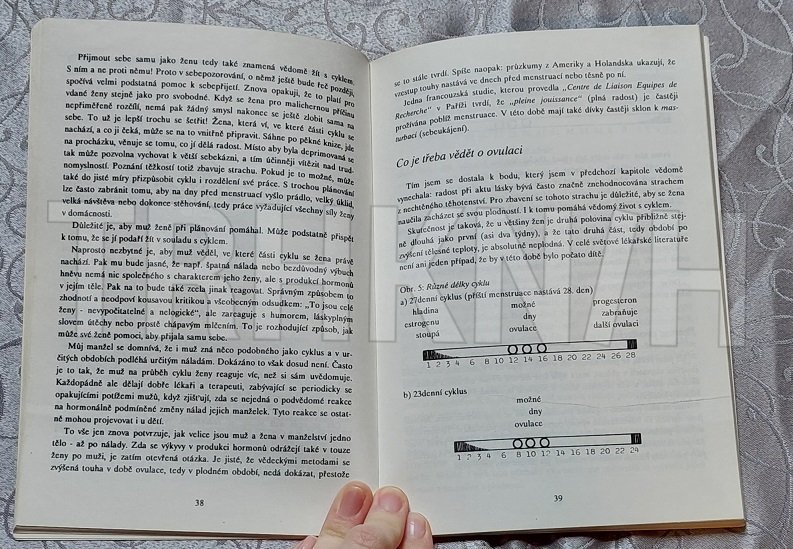 Přijmout sebe samu jako ženu tedy také znamená vědomě žít s cyklem.
S ním a ne proti němu! Proto v sebepozorování, o němž ještě bude řeč později,
spočívá velmi podstatná pomoc k sebepřijetí. Znova opakuji, že to platí pro
vdané ženy stejně jako pro svobodné. Když se žena pro malichernou příčinu
nepřiměřeně rozčílí, nemá pak žádný smysl nakonec se ještě zlobit sama na
sebe. To už je lepší trochu se šetřit! Žena, která ví, ve které části cyklu se
nachází, a co ji čeká, může se na to vnitřně připravit. Sáhne po pěkné knize, jde
na procházku, věnuje se tomu, co jí dělá radost. Místo aby byla deprimovaná se
tak může pozvolna vychovat k větší sebekázni, a tím účinněji vítězit nad trud-
nomyslností. Poznání těžkostí totiž zbavuje strachu. Pokud je to možné, může
také do jisté míry přizpůsobit cyklu i rozdělení své práce. S trochou plánování
lze často zabránit tomu, aby na dny před menstruací vyšlo prádlo, velký úklid,
velká návštěva nebo dokonce stěhování, tedy práce vyžadující všechny síly ženy
v domácnosti.
Důležité je, aby muž ženě při plánování pomáhal. Může podstatně přispět
k tomu, že se jí podaří žít v souladu s cyklem.
Naprosto nezbytné je, aby muž věděl, ve které části cyklu se žena právě
nachází. Pak mu bude jasné, že např. špatná nálada nebo bezdůvodný výbuch
hněvu nemá nic společného s charakterem jeho ženy, ale s produkcí hormonů
v jejím těle. Pak na to bude také zcela jinak reagovat. Správným způsobem to
zhodnotí a neodpoví kousavou kritikou a všeobecným odsudkem: „To jsou celé
ženy - nevypočitatelné a nelogické", ale zareaguje s humorem, láskyplným
slovem útěchy nebo prostě chápavým mlčením. To je rozhodující způsob, jak
může své ženě pomoci, aby přijala samu sebe.
Můj manžel se domnívá, že i muž zná něco podobného jako cyklus a v ur-
čitých obdobích podléhá určitým náladám. Dokázáno to však dosud není. Často
je to tak, že muž na průběh cyklu ženy reaguje víc, než si sám uvědomuje.
Každopádně ale dělají dobře lékaři a terapeuti, zabývající se periodicky se
opakujícími potížemi mužů, když zjišťují, zda se nejedná o podvědomé reakce
na hormonálně podmíněné změny nálad jejich manželek. Tyto reakce se ostat-
ně mohou projevovat i u dětí.
To vše jen znova potvrzuje, jak velice jsou muž a žena v manželství jedno
tělo - až po nálady. Zda se výkyvy v produkci hormonů odrážejí také v touze
ženy po muži, je zatím otevřená otázka. Je jisté, že vědeckými metodami se
zvýšená touha v době ovulace, tedy v plodném období, nedá dokázat, přestože
38
se to stále tvrdí. Spíše naopak: průzkumy z Ameriky a Holandska ukazují, že
vzestup touhy nastává ve dnech před menstruací nebo těsně po ní.
Jedna francouzská studie, kterou provedla „Centre de Liaison Equipes de
Recherche" v Paříži tvrdí, že „pleine jouissance" (plná radost) je častěji
prožívána poblíž menstruace. V této době mají také dívky častěji sklon k mas-
turbaci (sebeukájení).
Co je třeba vědět o ovulaci
Tím jsem se dostala k bodu, který jsem v předchozí kapitole vědomě
vynechala: radost při aktu lásky bývá často značně znehodnocována strachem
z nechtěného těhotenství. Pro zbavení se tohoto strachu je důležité, aby se žena
naučila zacházet se svou plodností. I k tomu pomáhá vědomý život s cyklem.
Skutečnost je taková, že u většiny žen je druhá polovina cyklu přibližně stej-
ně dlouhá jako první (asi dva týdny), a že tato druhá část, tedy období po
zvýšení tělesné teploty, je absolutně neplodná. V celé světové lékařské literatuře
není ani jeden případ, že by v této době bylo počato dítě.
Obr. 5: Různé délky cyklu
a) 27denní cyklus (příští menstruace nastává 28. den)
hladina možné progesteron
estrogenu dny zabraňuje
stoupá ovulace další ovulaci
1 2 3 4 5 6 8 10 12 14 16 18 20 22 24 26 28
b) 23denní cyklus
možné
dny
ovulace
1 2 3 4 5 6 8 10 12 14 16 18 20 22 24
39
TRHKNIH